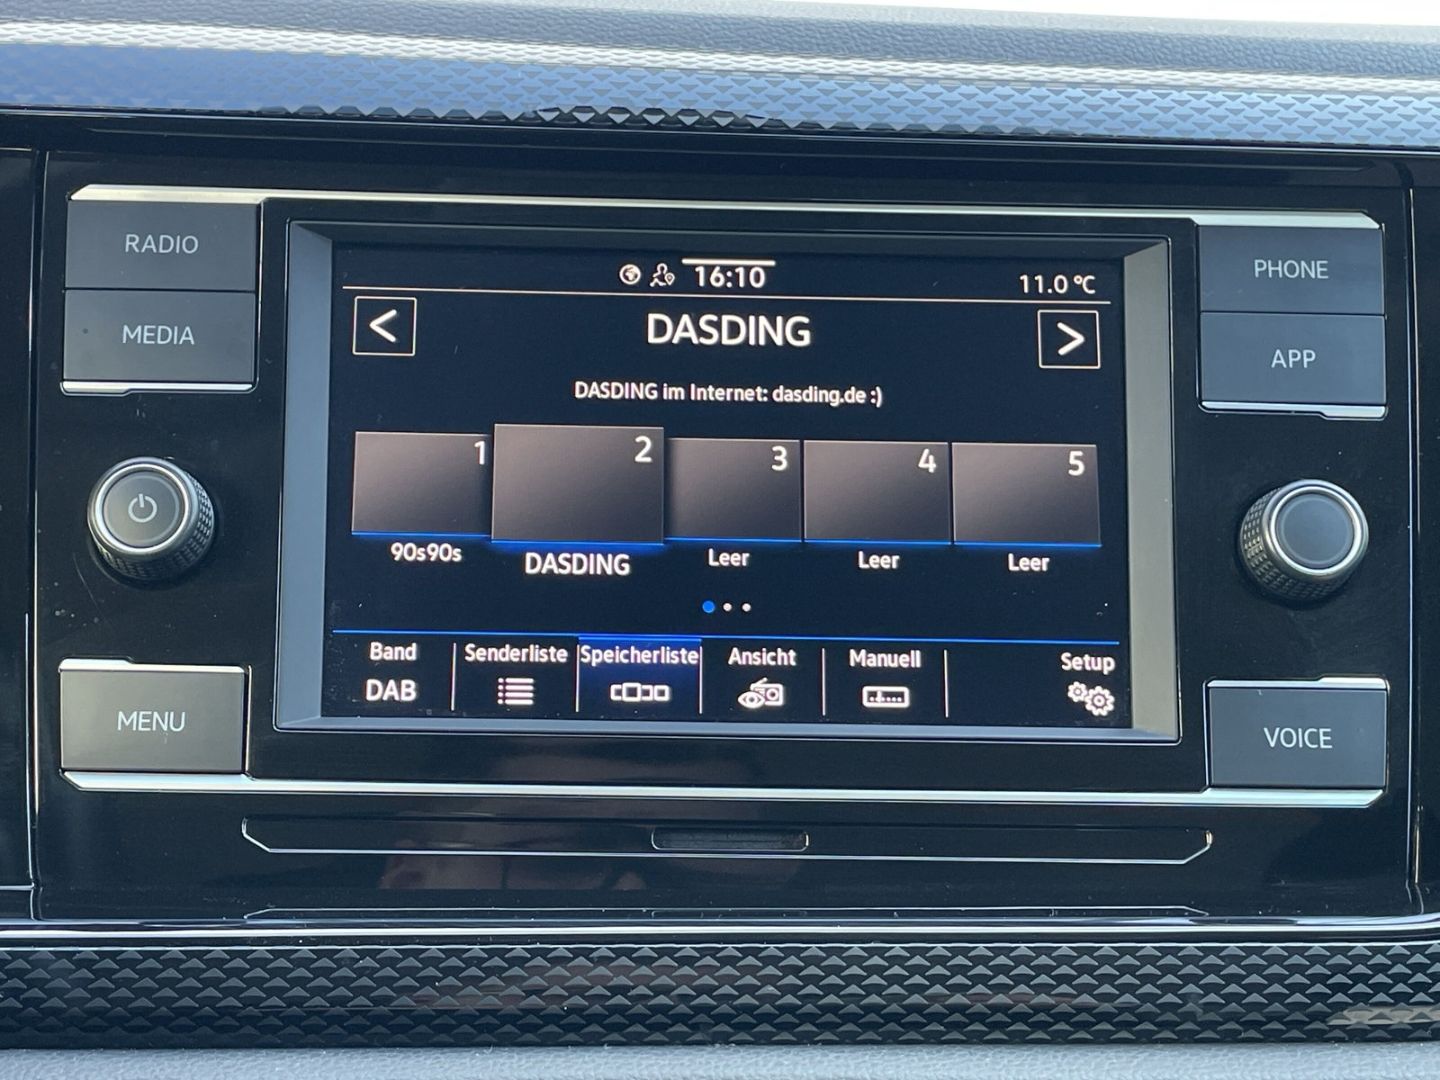 RADIO
MEDIA
MENU
PHONE
APP
VOICE
16:10
11.0 °C
<
DASDING
>
DASDING im Internet: dasding.de :)
1
2
3
4
5
90s90s
DASDING
Leer
Leer
Leer
Band
DAB
Senderliste
Speicherliste
Ansicht
Manuell
Setup